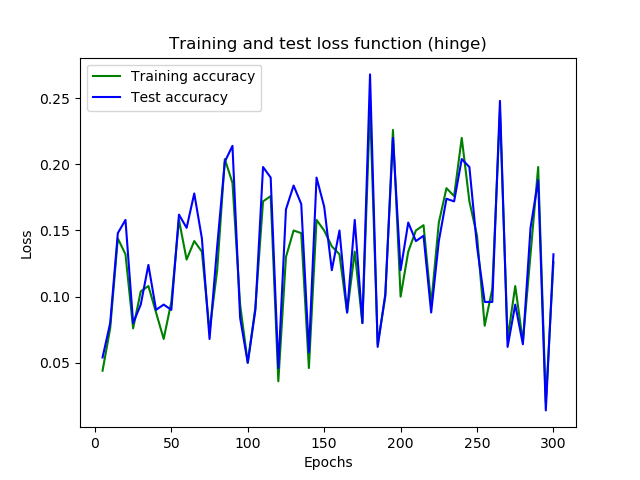 Training and test loss function (hinge)
Training accuracy
Test accuracy
0.25
0.20
0.15
0.10
0.05
Loss
0
50
100
150
200
250
300
Epochs